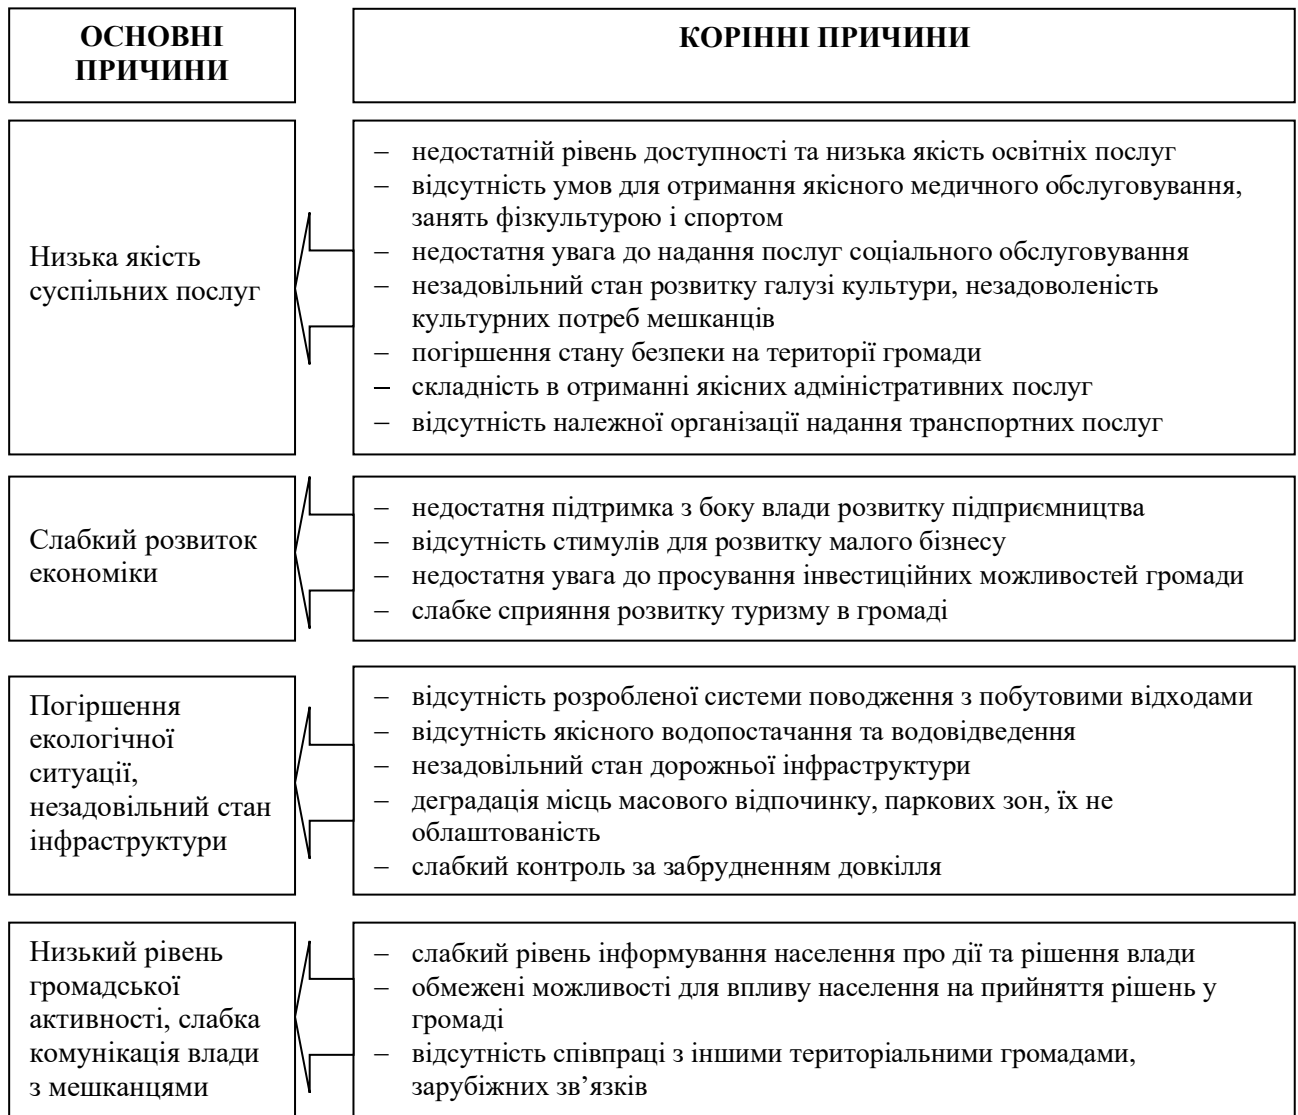 ОСНОВНІ
ПРИЧИНИ
КОРІННІ ПРИЧИНИ
Низька якість
суспільних послуг
– недостатній рівень доступності та низька якість освітніх послуг
– відсутність умов для отримання якісного медичного обслуговування,
занять фізкультурою і спортом
– недостатня увага до надання послуг соціального обслуговування
– незадовільний стан розвитку галузі культури, незадоволеність
культурних потреб мешканців
– погіршення стану безпеки на території громади
– складність в отриманні якісних адміністративних послуг
– відсутність належної організації надання транспортних послуг
Слабкий розвиток
економіки
– недостатня підтримка з боку влади розвитку підприємництва
– відсутність стимулів для розвитку малого бізнесу
– недостатня увага до просування інвестиційних можливостей громади
– слабке сприяння розвитку туризму в громаді
Погіршення
екологічної
ситуації,
незадовільний стан
інфраструктури
– відсутність розробленої системи поводження з побутовими відходами
– відсутність якісного водопостачання та водовідведення
– незадовільний стан дорожньої інфраструктури
– деградація місць масового відпочинку, паркових зон, їх не
облаштованість
– слабкий контроль за забрудненням довкілля
Низький рівень
громадської
активності, слабка
комунікація влади
з мешканцями
– слабкий рівень інформування населення про дії та рішення влади
– обмежені можливості для впливу населення на прийняття рішень у
громаді
– відсутність співпраці з іншими територіальними громадами,
зарубіжних зв’язків